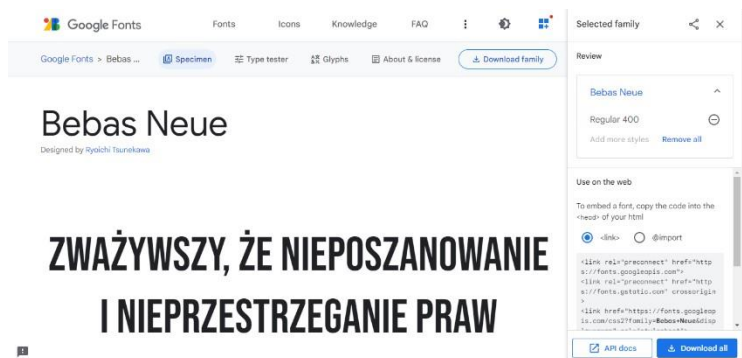 Google Fonts
Fonts
Icons
Knowledge
FAQ
Google Fonts > Bebas ...
Specimen
Type tester
Glyphs
About & license
Download family
Bebas Neue
Designed by Ryoichi Tsunekawa
ZWAŻYWSZY, ŻE NIEPOSZANOWANIE
I NIEPRZESTRZEGANIE PRAW
Selected family
Review
Bebas Neue
Regular 400
Add more styles
Remove all
Use on the web
To embed a font, copy the code into the
<head> of your html
<link>
@import
<link rel="preconnect" href="http
s://fonts.googleapis.com">
<link rel="preconnect" href="http
s://fonts.gstatic.com" crossorigin
>
<link href="https://fonts.googleap
is.com/css2?family=Bebas+Neue&disp
API docs
Download all